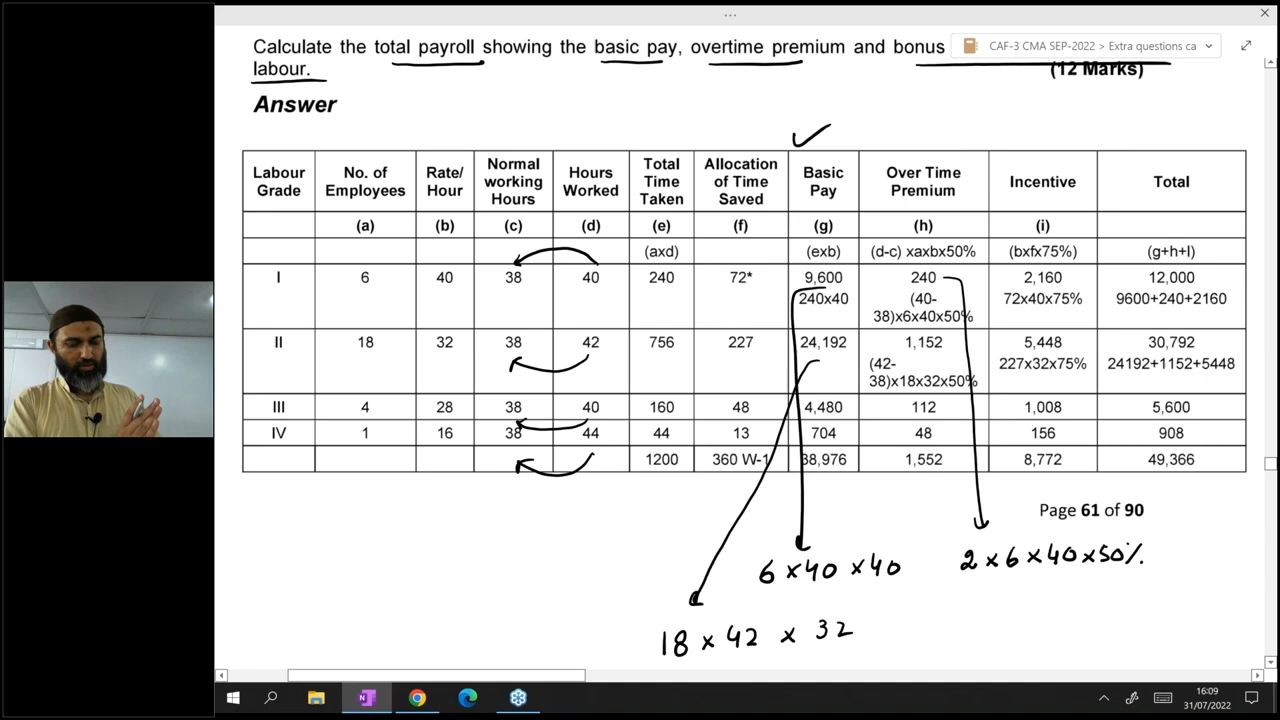 Calculate the total payroll showing the basic pay, overtime premium and bonus
CAF-3 CMA SEP-2022 > Extra questions ca
labour.
(12 Marks)
Answer
Labour Grade No. of Employees Rate/ Hour Normal working Hours Hours Worked Total Time Taken Allocation of Time Saved Basic Pay Over Time Premium Incentive Total
(a) (b) (c) (d) (e) (f) (g) (h) (i)
(axd) (exb) (d-c) xaxbx50% (bxfx75%) (g+h+I)
I 6 40 38 40 240 72* 9,600 240 2,160 12,000
240x40 (40-38)x6x40x50% 72x40x75% 9600+240+2160
II 18 32 38 42 756 227 24,192 1,152 5,448 30,792
(42-38)x18x32x50% 227x32x75% 24192+1152+5448
III 4 28 38 40 160 48 4,480 112 1,008 5,600
IV 1 16 38 44 44 13 704 48 156 908
1200 360 W-1 38,976 1,552 8,772 49,366
Page 61 of 90
6 x 40 x 40 2 x 6 x 40 x 50%
18 x 42 x 32
16:09
31/07/2022